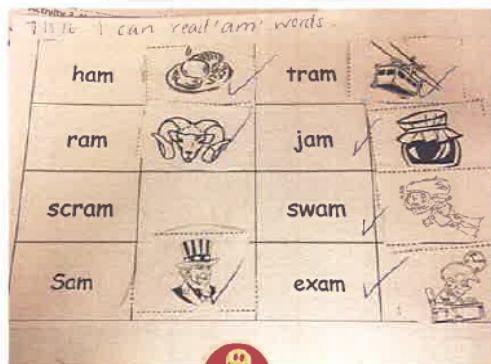 I can read 'am' words.
ham tram
ram jam
scram swam
Sam exam